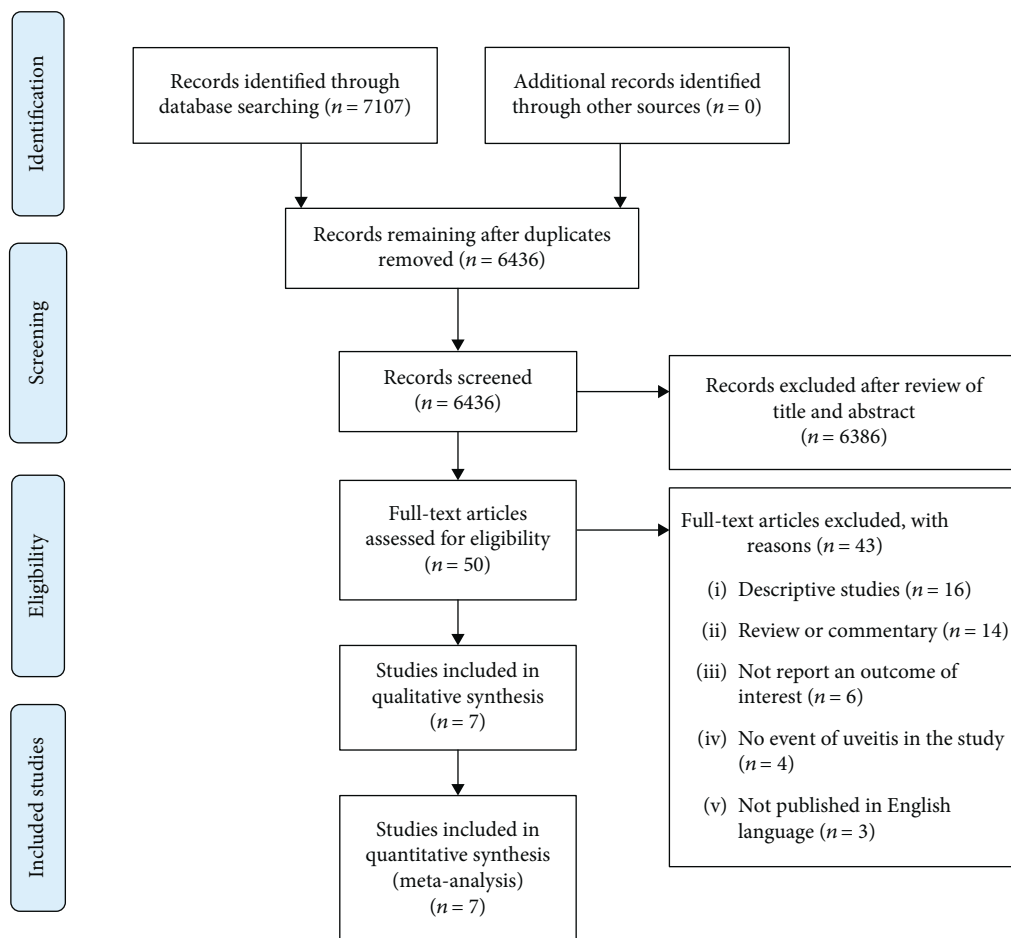 Identification
Records identified through
database searching (n = 7107)
Additional records identified
through other sources (n = 0)
Records remaining after duplicates
removed (n = 6436)
Screening
Records screened
(n = 6436)
Records excluded after review of
title and abstract
(n = 6386)
Eligibility
Full-text articles
assessed for eligibility
(n = 50)
Full-text articles excluded, with
reasons (n = 43)
(i) Descriptive studies (n = 16)
(ii) Review or commentary (n = 14)
(iii) Not report an outcome of
interest (n = 6)
(iv) No event of uveitis in the study
(n = 4)
(v) Not published in English
language (n = 3)
Studies included in
qualitative synthesis
(n = 7)
Included studies
Studies included in
quantitative synthesis
(meta-analysis)
(n = 7)